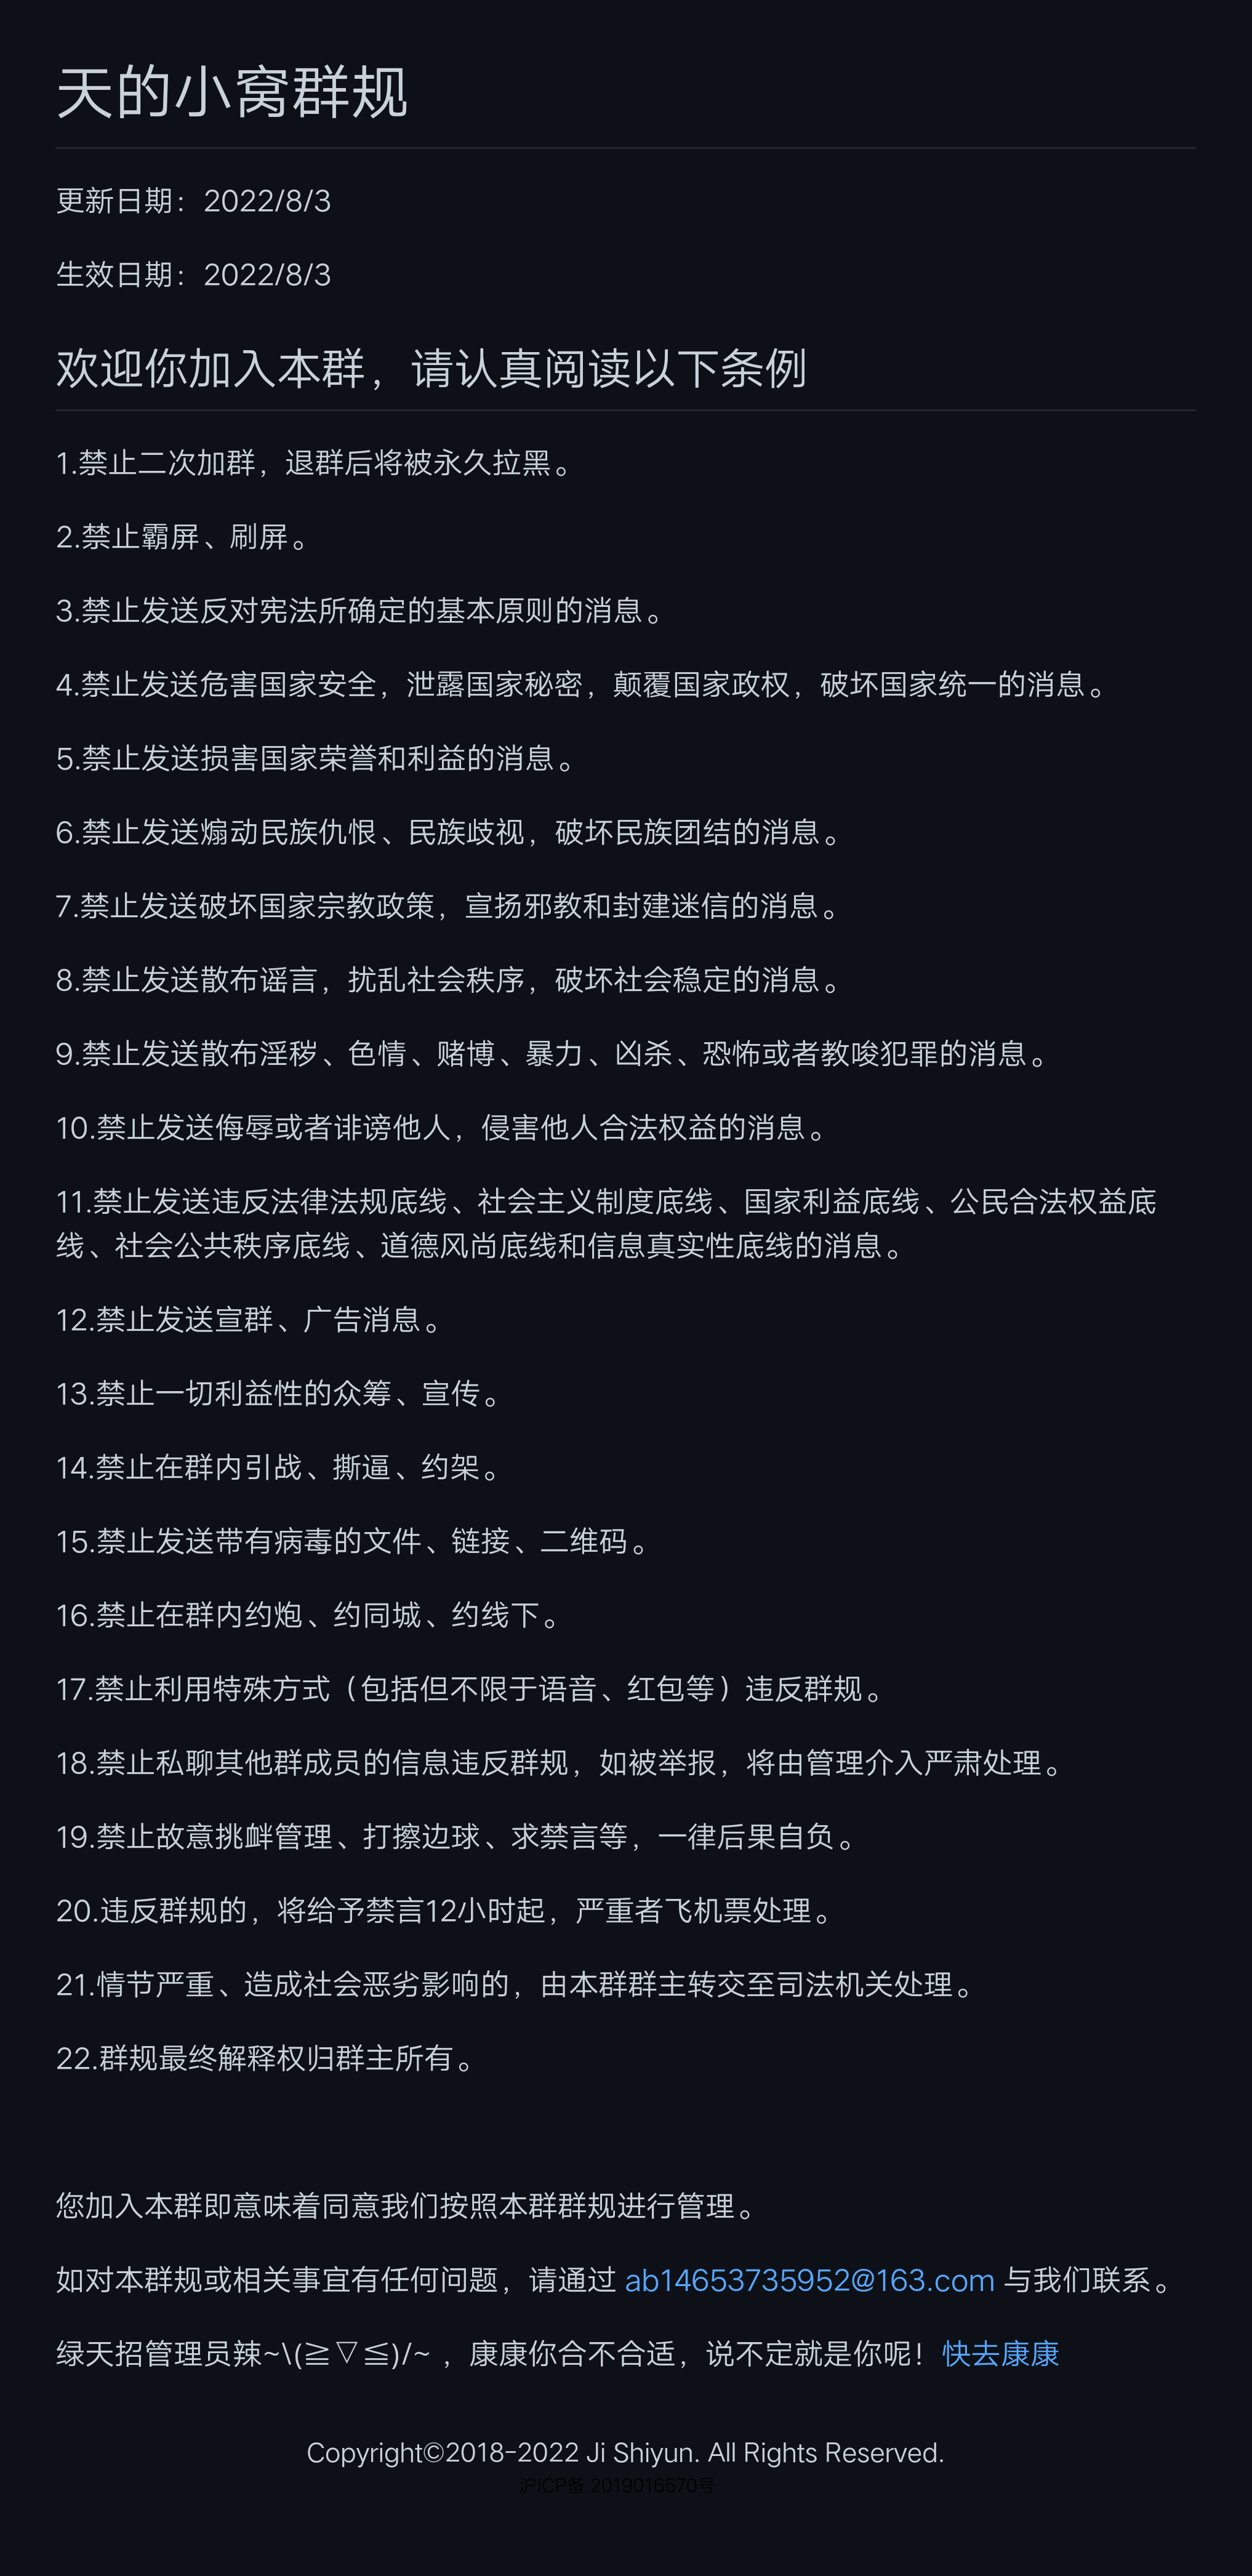 天的小窝群规
更新日期：2022/8/3
生效日期：2022/8/3
欢迎你加入本群，请认真阅读以下条例
1.禁止二次加群，退群后将被永久拉黑。
2.禁止霸屏、刷屏。
3.禁止发送反对宪法所确定的基本原则的消息。
4.禁止发送危害国家安全，泄露国家秘密，颠覆国家政权，破坏国家统一的消息。
5.禁止发送损害国家荣誉和利益的消息。
6.禁止发送煽动民族仇恨、民族歧视，破坏民族团结的消息。
7.禁止发送破坏国家宗教政策，宣扬邪教和封建迷信的消息。
8.禁止发送散布谣言，扰乱社会秩序，破坏社会稳定的消息。
9.禁止发送散布淫秽、色情、赌博、暴力、凶杀、恐怖或者教唆犯罪的消息。
10.禁止发送侮辱或者诽谤他人，侵害他人合法权益的消息。
11.禁止发送违反法律法规底线、社会主义制度底线、国家利益底线、公民合法权益底
线、社会公共秩序底线、道德风尚底线和信息真实性底线的消息。
12.禁止发送宣群、广告消息。
13.禁止一切利益性的众筹、宣传。
14.禁止在群内引战、撕逼、约架。
15.禁止发送带有病毒的文件、链接、二维码。
16.禁止在群内约炮、约同城、约线下。
17.禁止利用特殊方式（包括但不限于语音、红包等）违反群规。
18.禁止私聊其他群成员的信息违反群规，如被举报，将由管理介入严肃处理。
19.禁止故意挑衅管理、打擦边球、求禁言等，一律后果自负。
20.违反群规的，将给予禁言12小时起，严重者飞机票处理。
21.情节严重、造成社会恶劣影响的，由本群群主转交至司法机关处理。
22.群规最终解释权归群主所有。
您加入本群即意味着同意我们按照本群群规进行管理。
如对本群规或相关事宜有任何问题，请通过 ab14653735952@163.com 与我们联系。
绿天招管理员辣~\(≧▽≦)/~ ，康康你合不合适，说不定就是你呢！快去康康
Copyright©2018-2022 Ji Shiyun. All Rights Reserved.
沪ICP备 2019016570号